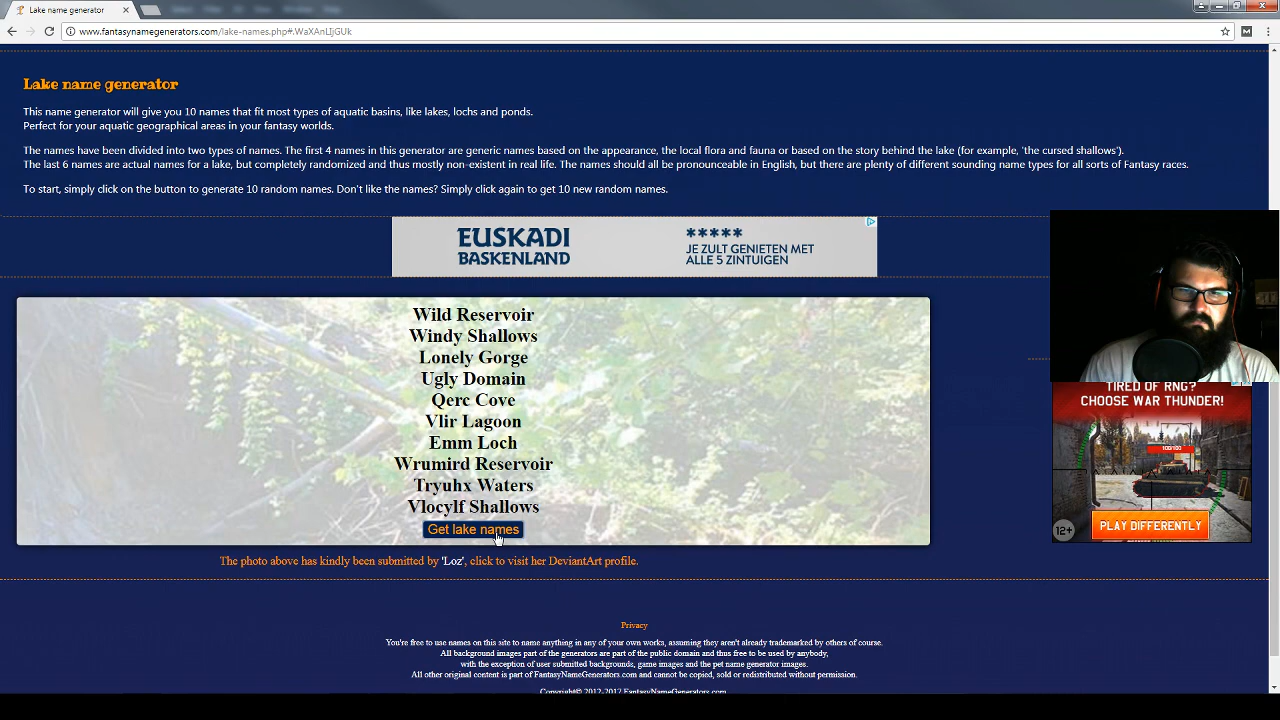 Lake name generator
www.fantasynamegenerators.com/lake-names.php#.WaXAnLIjGUk
Lake name generator
This name generator will give you 10 names that fit most types of aquatic basins, like lakes, lochs and ponds.
Perfect for your aquatic geographical areas in your fantasy worlds.
The names have been divided into two types of names. The first 4 names in this generator are generic names based on the appearance, the local flora and fauna or based on the story behind the lake (for example, 'the cursed shallows').
The last 6 names are actual names for a lake, but completely randomized and thus mostly non-existent in real life. The names should all be pronounceable in English, but there are plenty of different sounding name types for all sorts of Fantasy races.
To start, simply click on the button to generate 10 random names. Don't like the names? Simply click again to get 10 new random names.
EUSKADI
BASKENLAND
*****
JE ZULT GENIETEN MET
ALLE 5 ZINTUIGEN
Wild Reservoir
Windy Shallows
Lonely Gorge
Ugly Domain
Qerc Cove
Vlir Lagoon
Emm Loch
Wrumird Reservoir
Tryuhx Waters
Vlocylf Shallows
Get lake names
The photo above has kindly been submitted by 'Loz', click to visit her DeviantArt profile.
TIRED OF RNG?
CHOOSE WAR THUNDER!
100/100
12+
PLAY DIFFERENTLY
Privacy
You're free to use names on this site to name anything in any of your own works, assuming they aren't already trademarked by others of course.
All background images part of the generators are part of the public domain and thus free to be used by anybody,
with the exception of user submitted backgrounds, game images and the pet name generator images.
All other original content is part of FantasyNameGenerators.com and cannot be copied, sold or redistributed without permission.
Copyright© 2012-2017 FantasyNameGenerators.com